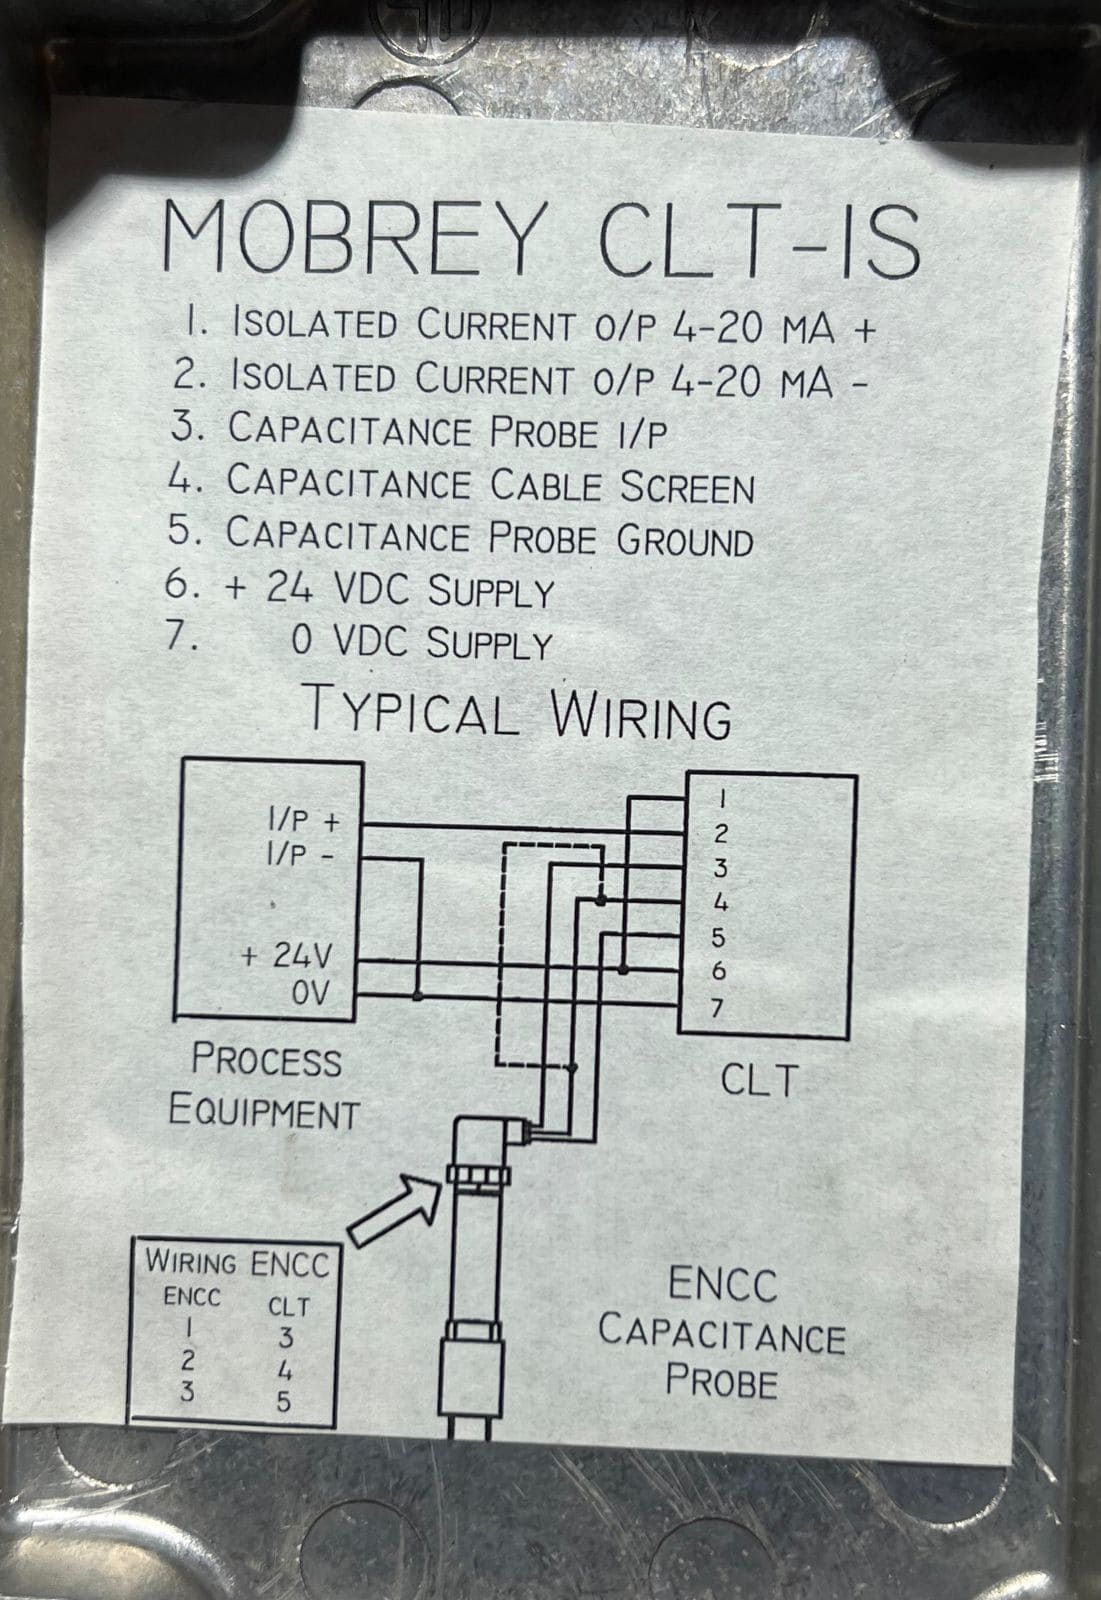 MOBREY CLT-IS
1. ISOLATED CURRENT O/P 4-20 MA +
2. ISOLATED CURRENT O/P 4-20 MA -
3. CAPACITANCE PROBE I/P
4. CAPACITANCE CABLE SCREEN
5. CAPACITANCE PROBE GROUND
6. + 24 VDC SUPPLY
7. 0 VDC SUPPLY
TYPICAL WIRING
I/P +
I/P -
+ 24V
0V
PROCESS
EQUIPMENT
1
2
3
4
5
6
7
CLT
WIRING ENCC
ENCC CLT
1 3
2 4
3 5
ENCC
CAPACITANCE
PROBE